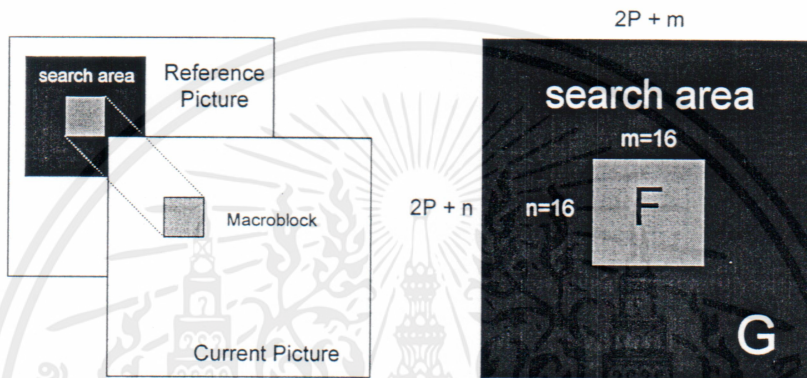 search area
Reference
Picture
Macroblock
Current Picture
2P + m
2P + n
search area
m=16
n=16
F
G